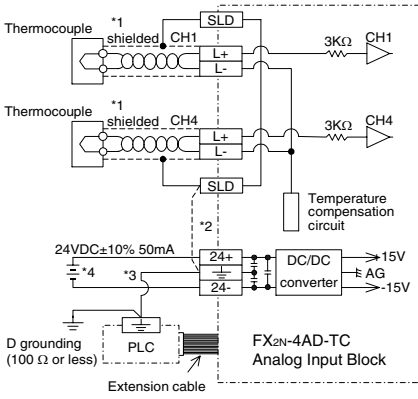 SLD
Thermocouple
*1
shielded CH1
L+
L-
3KΩ
CH1
Thermocouple
*1
shielded CH4
L+
L-
3KΩ
CH4
SLD
*2
Temperature
compensation
circuit
24VDC±10% 50mA
*4
*3
24+
24-
DC/DC
converter
+15V
AG
-15V
D grounding
(100 Ω or less)
PLC
Extension cable
FX2N-4AD-TC
Analog Input Block